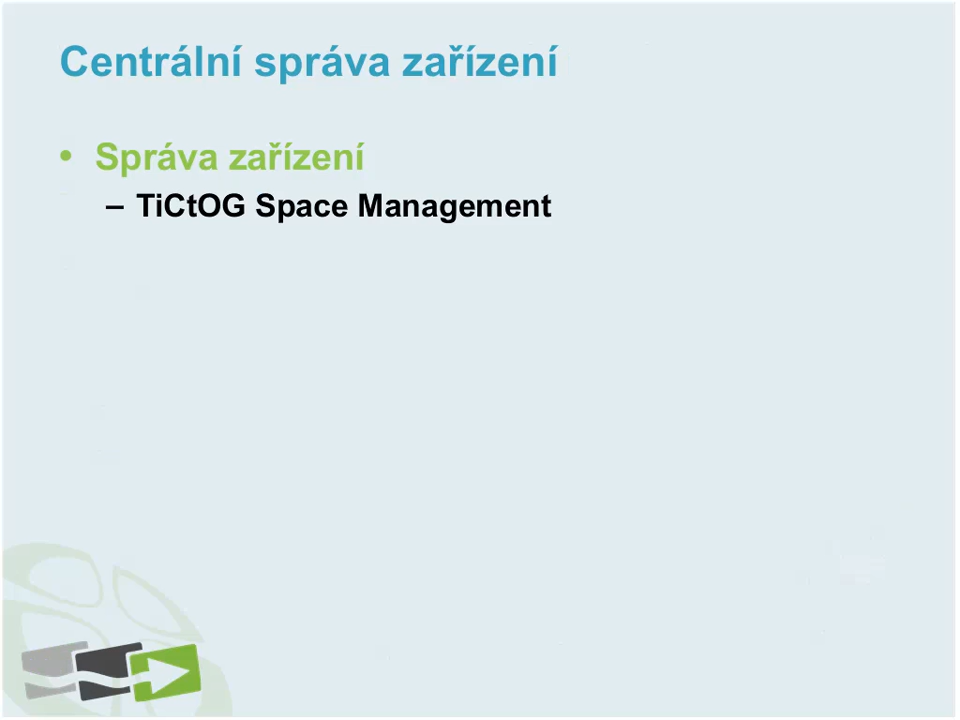 Centrální správa zařízení
• Správa zařízení
– TiCtOG Space Management